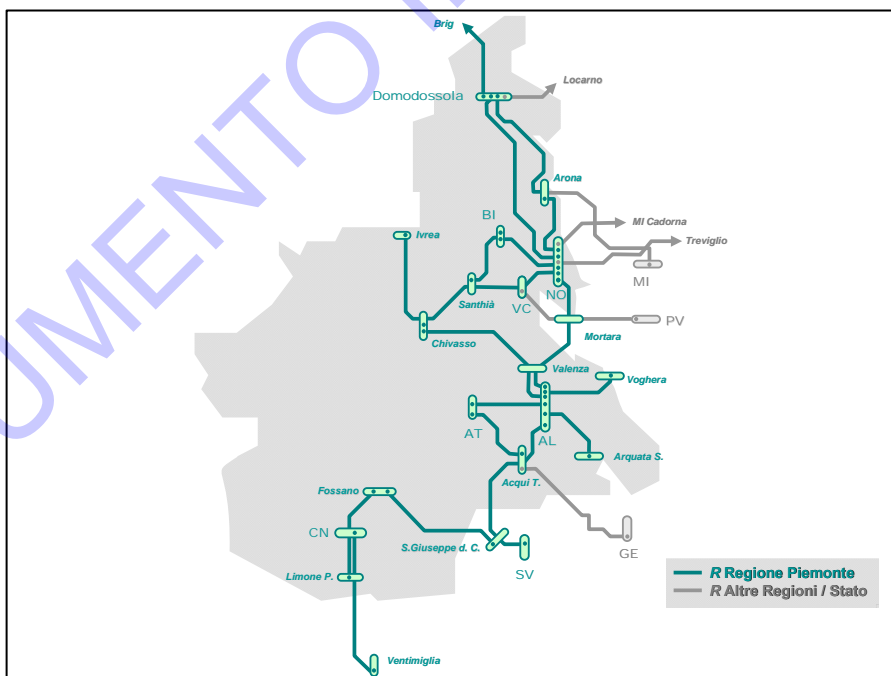 Brig
Locarno
Domodossola
Arona
BI
MI Cadorna
Ivrea
Treviglio
MI
Santhià
VC
NO
PV
Chivasso
Mortara
Valenza
Voghera
AT
AL
Arquata S.
Acqui T.
Fossano
CN
S.Giuseppe d. C.
GE
SV
Limone P.
R Regione Piemonte
R Altre Regioni / Stato
Ventimiglia
UMENTO